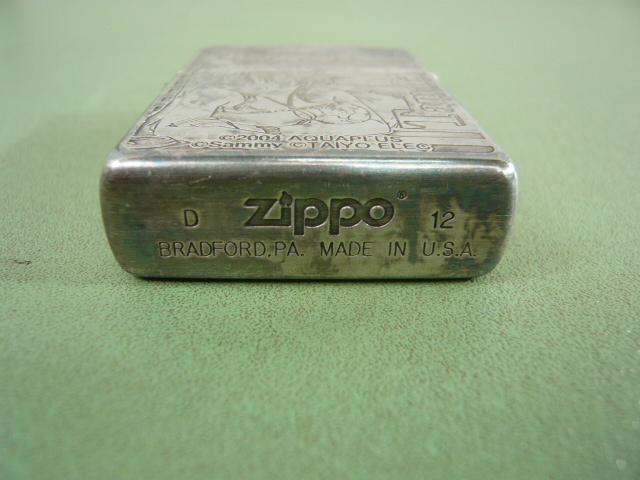 ©2004 AQUAPLUS
©Sammy ©TAIYO ELEC
D zippo® 12
BRADFORD,PA. MADE IN U.S.A.